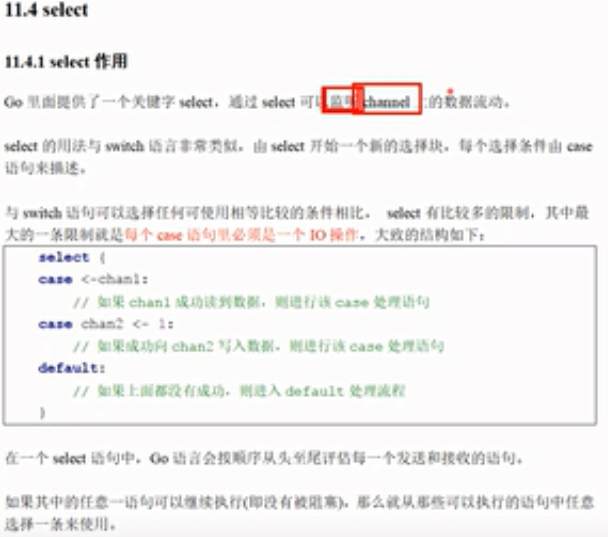 11.4 select
11.4.1 select 作用
Go 里面提供了一个关键字 select，通过 select 可以监听 channel 上的数据流动。
select 的用法与 switch 语言非常类似，由 select 开始一个新的选择块，每个选择条件由 case
语句来描述。
与 switch 语句可以选择任何可使用相等比较的条件相比， select 有比较多的限制，其中最
大的一条限制就是每个 case 语句里必须是一个 IO 操作，大致的结构如下：
select {
case <-chan1:
// 如果 chan1 成功读到数据，则进行该 case 处理语句
case chan2 <- 1:
// 如果成功向 chan2 写入数据，则进行该 case 处理语句
default:
// 如果上面都没有成功，则进入 default 处理流程
}
在一个 select 语句中，Go 语言会按顺序从头至尾评估每一个发送和接收的语句。
如果其中的任意一语句可以继续执行(即没有被阻塞)，那么就从那些可以执行的语句中任意
选择一条来使用。